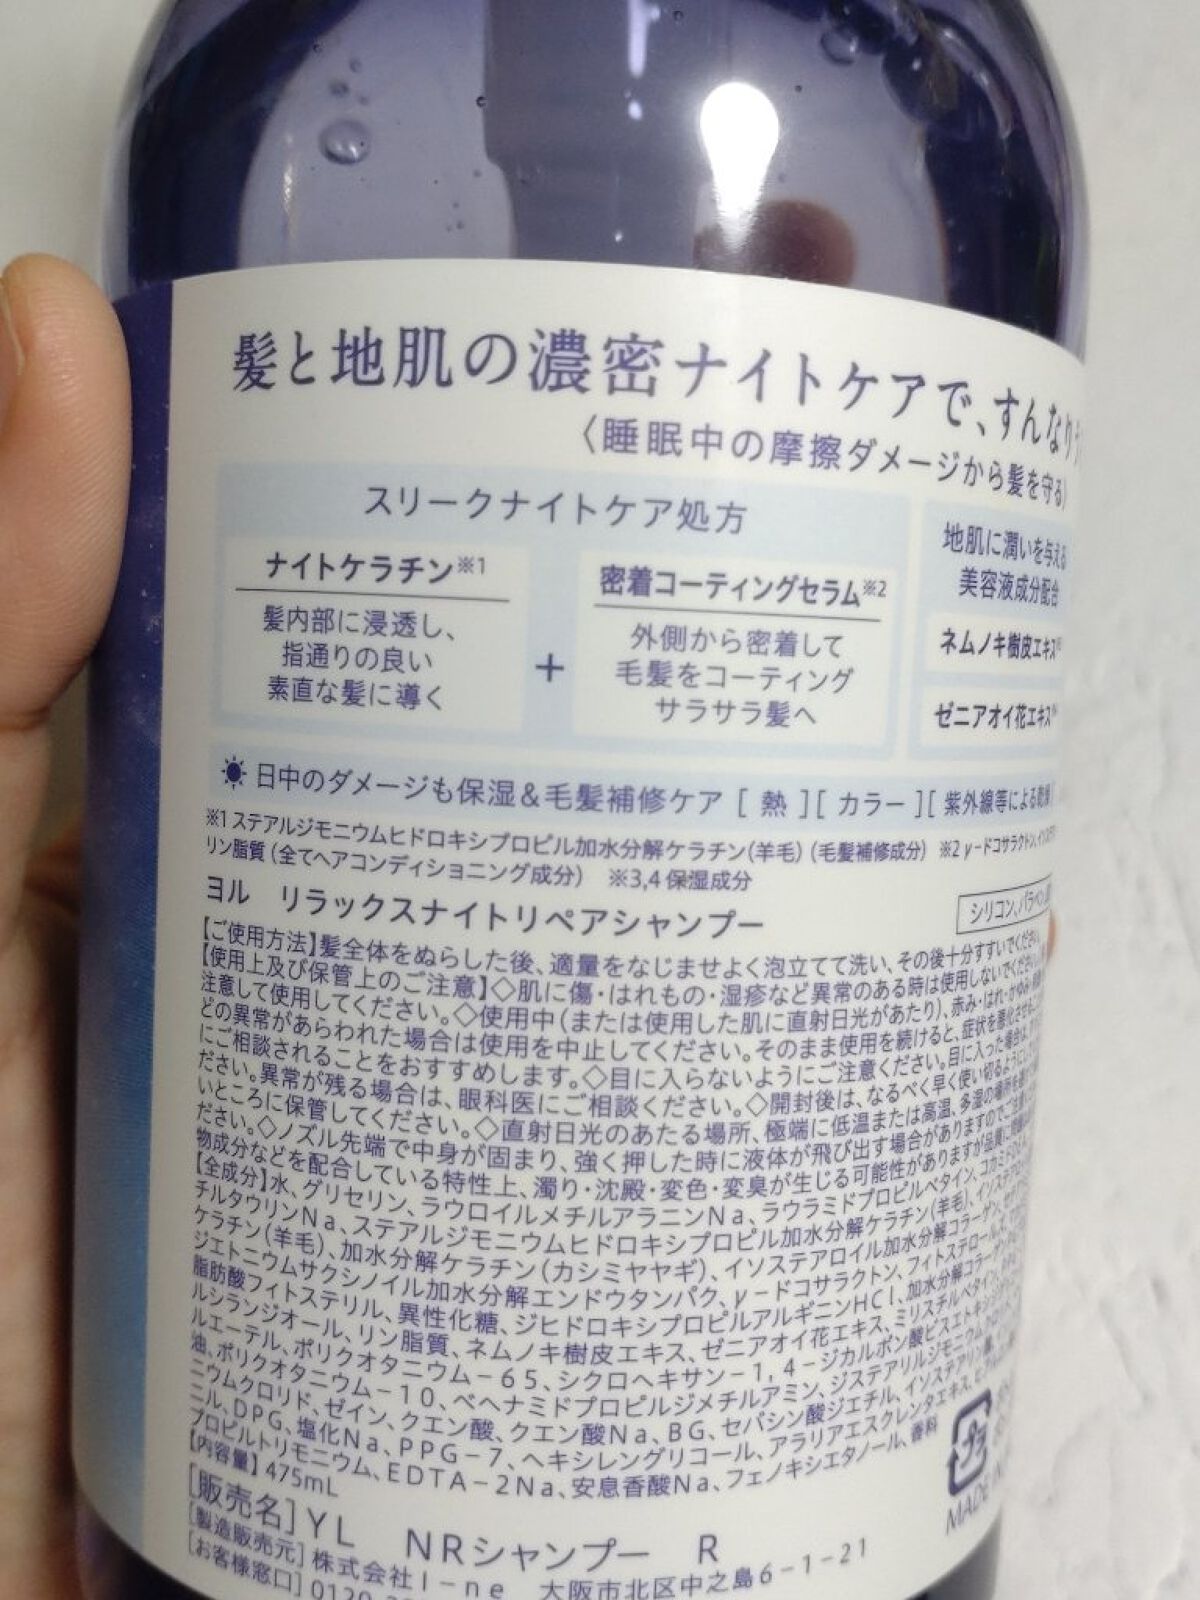 髪と地肌の濃密ナイトケアで、すんなり
〈睡眠中の摩擦ダメージから髪を守る〉
スリークナイトケア処方
ナイトケラチン※1
髪内部に浸透し、
指通りの良い
素直な髪に導く
+
密着コーティングセラム※2
外側から密着して
毛髪をコーティング
サラサラ髪へ
地肌に潤いを与える
美容液成分配合
ネムノキ樹皮エキス
ゼニアオイ花エキス
日中のダメージも保湿&毛髪補修ケア [ 熱 ][ カラー ][ 紫外線等による乾燥
※1 ステアルジモニウムヒドロキシプロピル加水分解ケラチン(羊毛) (毛髪補修成分) ※2 γ-ドコサラクトン、
リン脂質 (全てヘアコンディショニング成分) ※3,4 保湿成分
ヨル リラックスナイトリペアシャンプー
シリコン、パラベン
【ご使用方法】髪全体をぬらした後、適量をなじませよく泡立てて洗い、その後十分すすいでください。
【使用上及び保管上のご注意】◇肌に傷・はれもの・湿疹など異常のある時は使用しないでください。
注意して使用してください。◇使用中(または使用した肌に直射日光があたり)、赤み・はれ・かゆみ・
どの異常があらわれた場合は使用を中止してください。そのまま使用を続けると、症状を悪化させる
にご相談されることをおすすめします。◇目に入らないようにご注意ください。目に入った場合は、
ださい。異常が残る場合は、眼科医にご相談ください。◇開封後は、なるべく早く使い切るようにし
いところに保管してください。◇直射日光のあたる場所、極端に低温または高温、多湿の場所を避け
ださい。◇ノズル先端で中身が固まり、強く押した時に液体が飛び出す場合がありますのでご注意
物成分などを配合している特性上、濁り・沈殿・変色・変臭が生じる可能性がありますが品質に問題
【全成分】水、グリセリン、ラウロイルメチルアラニンNa、ラウラミドプロピルベタイン、コカミド
チルタウリンNa、ステアルジモニウムヒドロキシプロピル加水分解ケラチン(羊毛)、イソステアロイル
ケラチン(羊毛)、加水分解ケラチン(カシミヤヤギ)、イソステアロイル加水分解コラーゲン、
ジエトニウムサクシノイル加水分解エンドウタンパク、γ-ドコサラクトン、フィトステロールズ、
脂肪酸フィトステリル、異性化糖、ジヒドロキシプロピルアルギニンHCl、加水分解コラーゲン
ルシランジオール、リン脂質、ネムノキ樹皮エキス、ゼニアオイ花エキス、ミリスチルベタイン、
ルエーテル、ポリクオタニウム-65、シクロヘキサン-1,4-ジカルボン酸ビスエトキシジグリコール
油、ポリクオタニウム-10、ベヘナミドプロピルジメチルアミン、ジステアリルジモニウムクロリド、
ニウムクロリド、ゼイン、クエン酸、クエン酸Na、BG、セバシン酸ジエチル、イソステアリン酸、
ニル、DPG、塩化Na、PPG-7、ヘキシレングリコール、アラリアエスクレンタエキス、
プロピルトリモニウム、EDTA-2Na、安息香酸Na、フェノキシエタノール、香料
【内容量】475mL
[販売名]YL NRシャンプー R
[製造販売元] 株式会社I-ne 大阪市北区中之島6-1-21
[お客様窓口] 0120
プラ
MADE IN